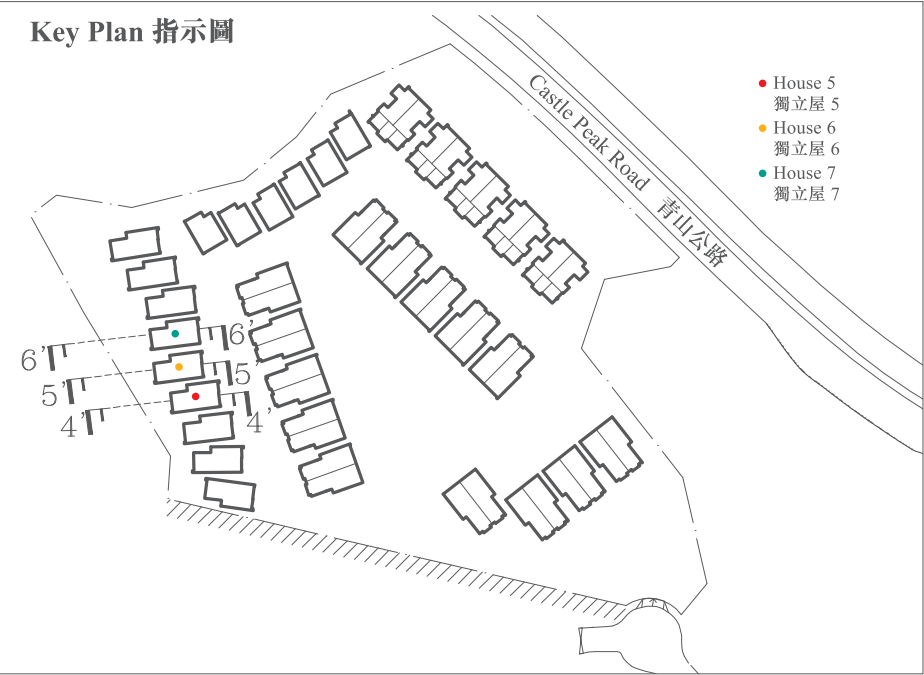 Key Plan 指示圖
Castle Peak Road 青山公路
House 5
獨立屋 5
House 6
獨立屋 6
House 7
獨立屋 7
6' 6'
5' 5'
4' 4'